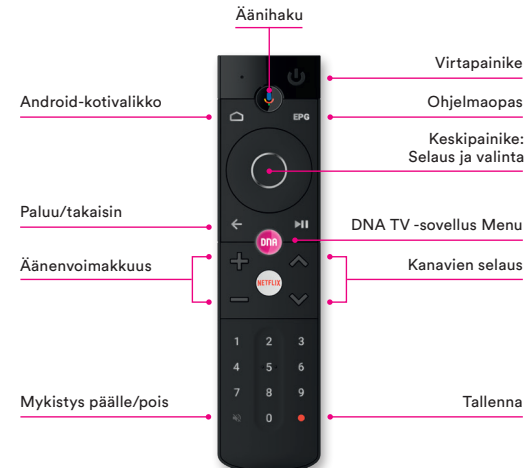 Äänihaku
Virtapainike
Android-kotivalikko
Ohjelmaopas
EPG
Keskipainike:
Selaus ja valinta
Paluu/takaisin
DNA
DNA TV -sovellus Menu
Äänenvoimakkuus
Kanavien selaus
NETFLIX
1 2 3
4 5 6
7 8 9
Mykistys päälle/pois
0
Tallenna